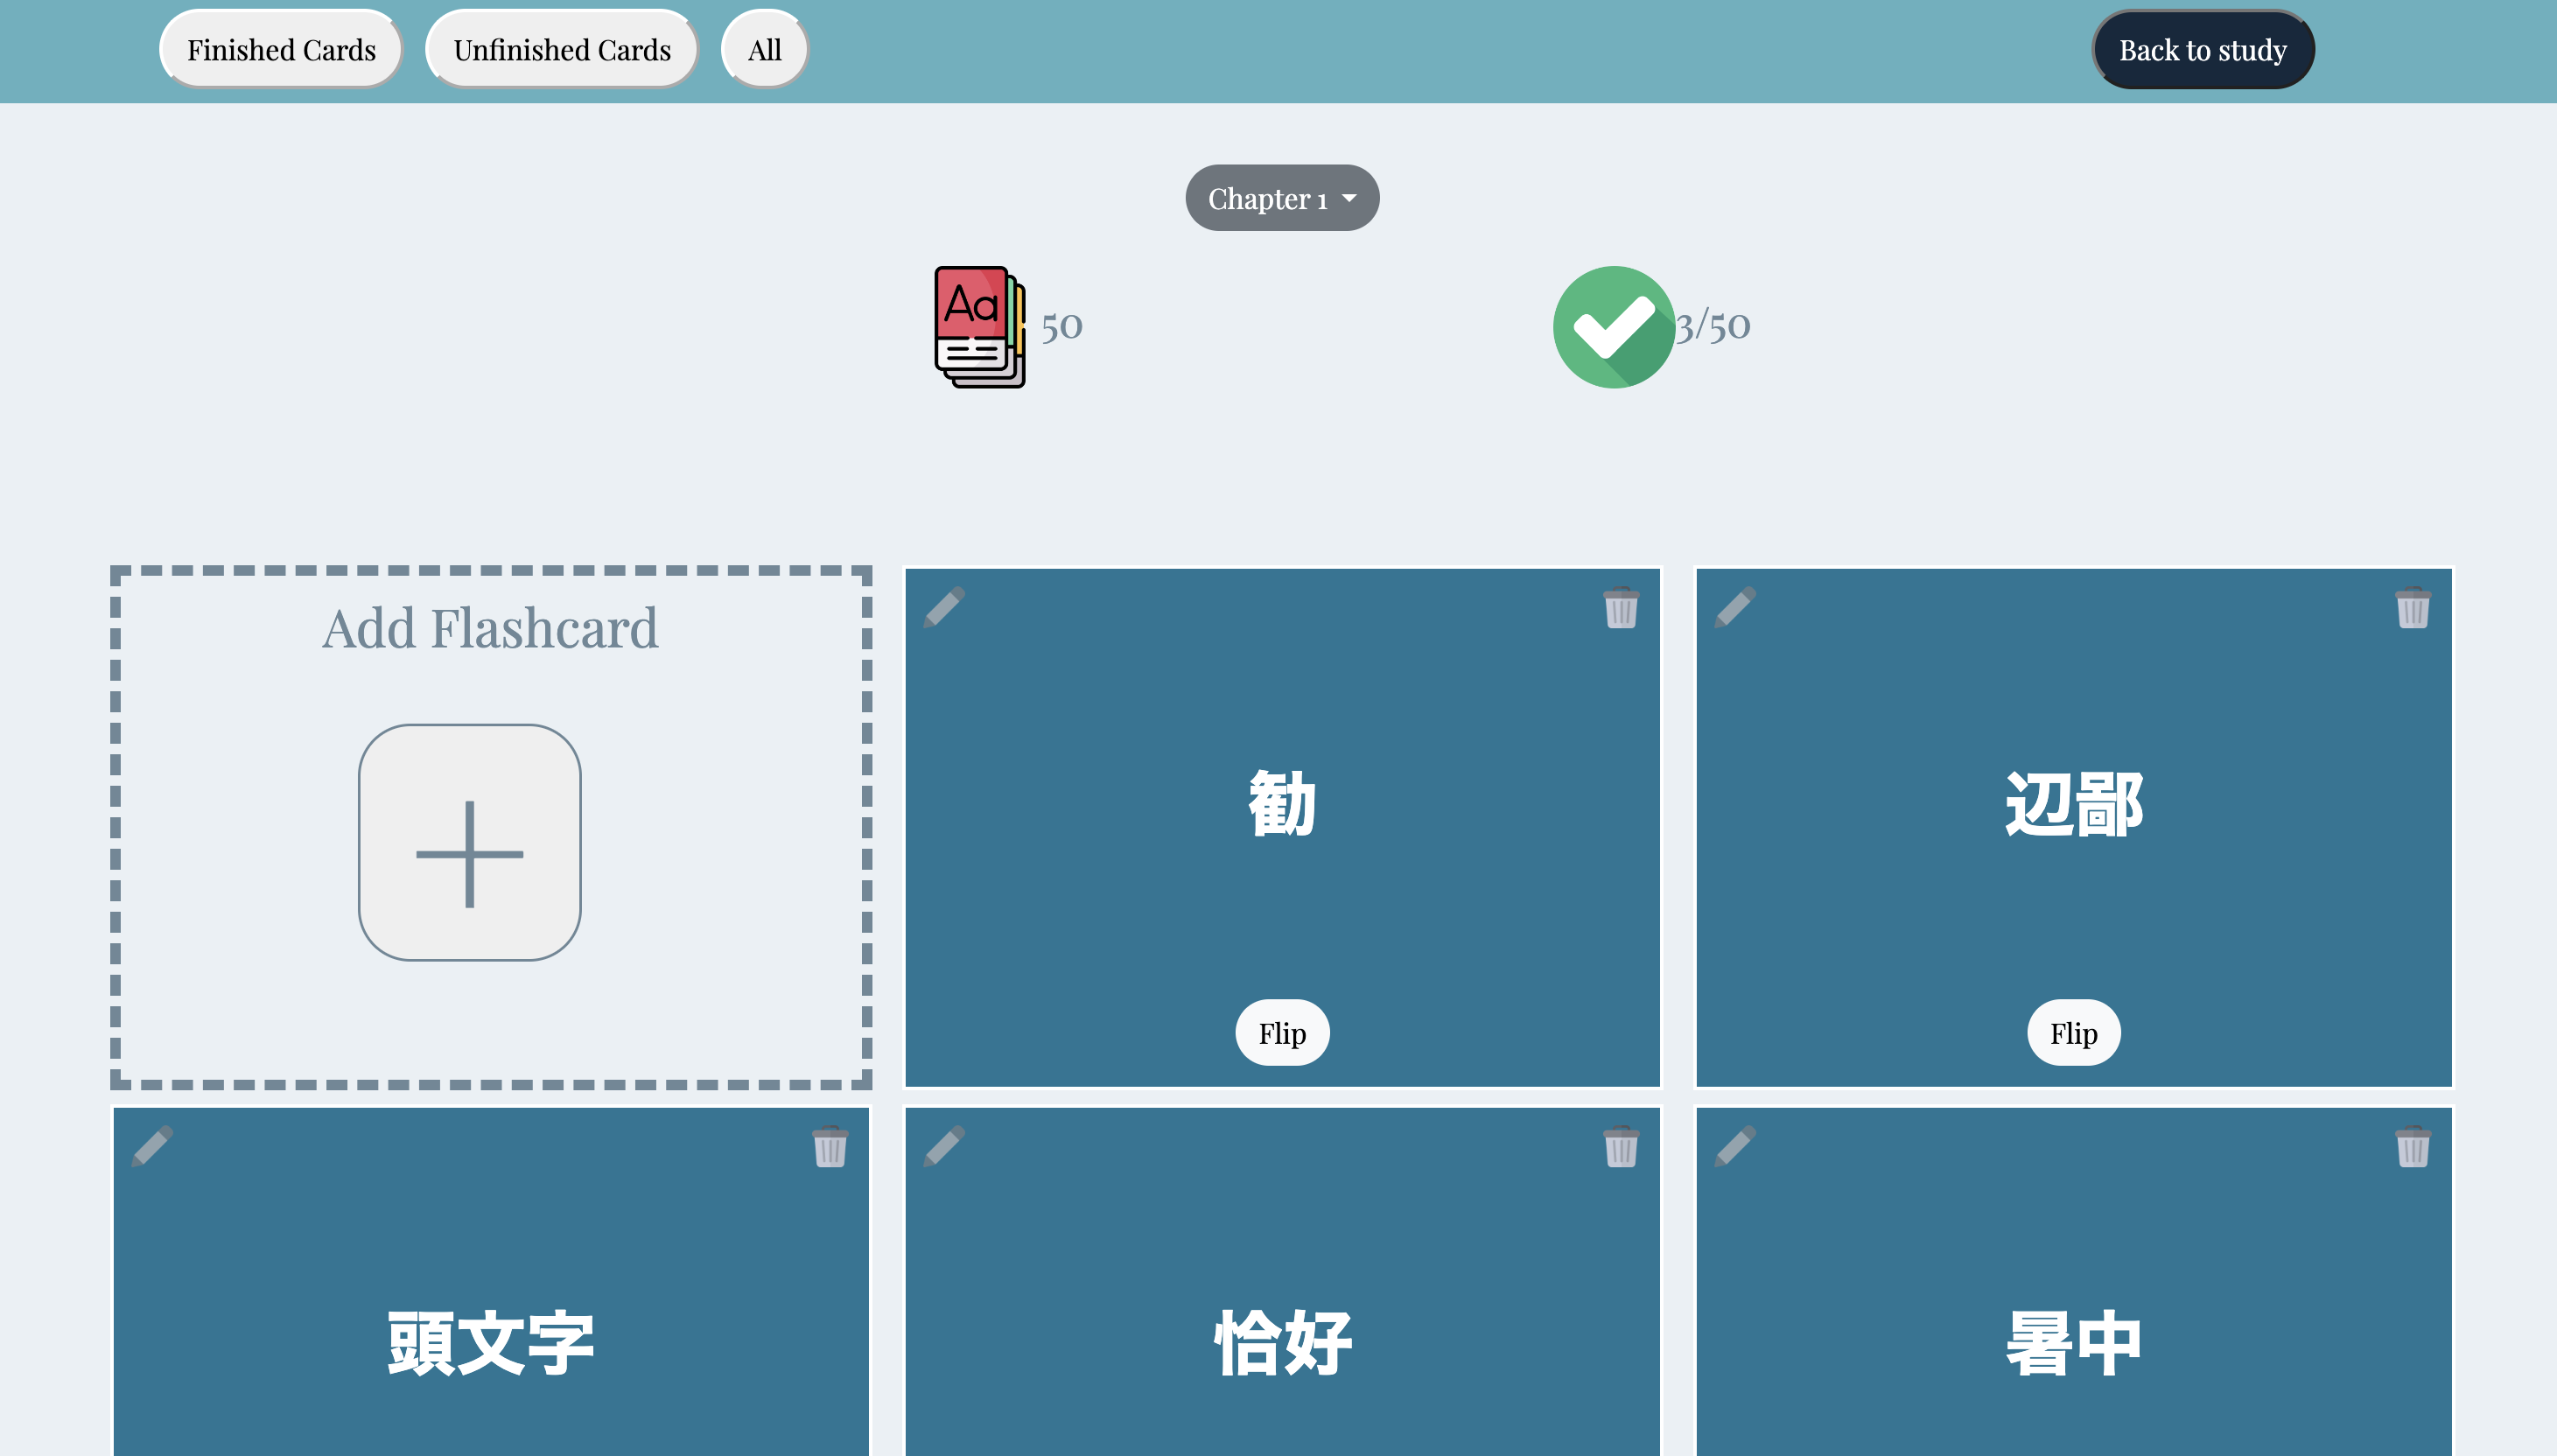 Finished Cards
Unfinished Cards
All
Back to study
Chapter 1
Aa
50
3/50
Add Flashcard
勧
辺鄙
Flip
Flip
頭文字
恰好
暑中